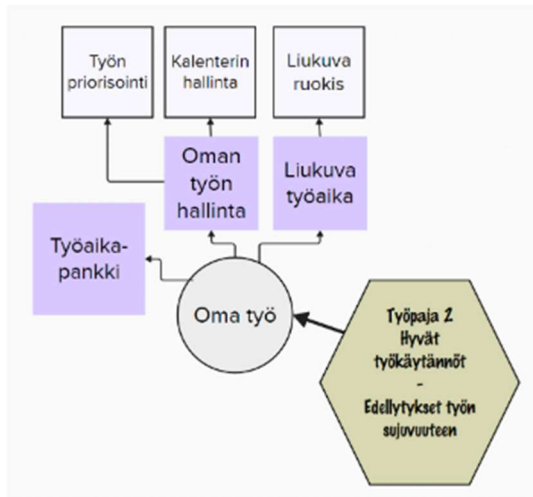 Työn
priorisointi
Kalenterin
hallinta
Liukuva
ruokis
Oman
työn
hallinta
Liukuva
työaika
Työaika-
pankki
Oma työ
Työpaja 2
Hyvät
työkäytännöt
-
Edellytykset työn
sujuvuuteen